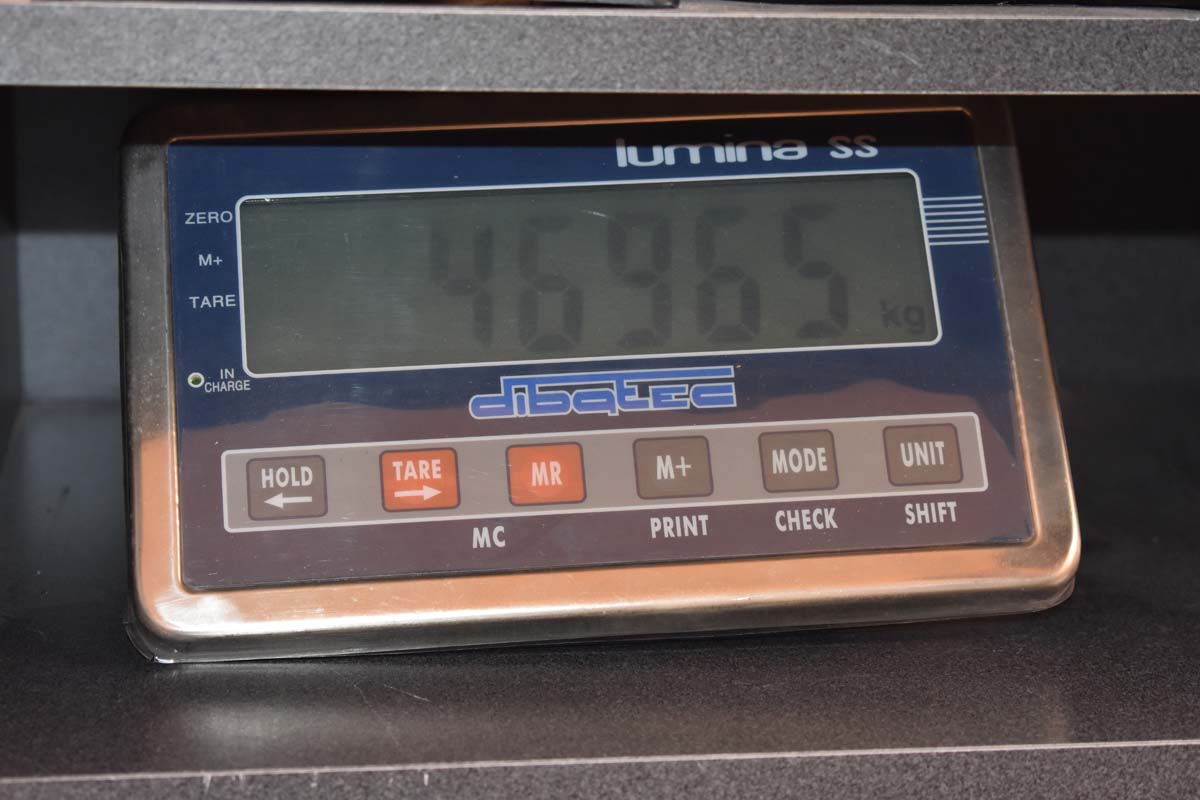 lumina SS
ZERO
M+
TARE
46965 kg
IN
CHARGE
dibatec
HOLD
TARE
MR
M+
MODE
UNIT
MC
PRINT
CHECK
SHIFT